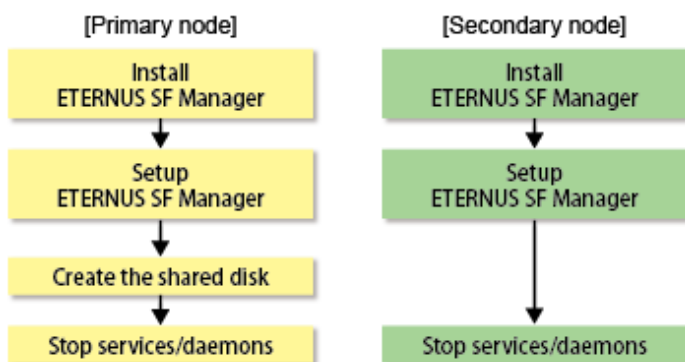 [Primary node]
Install
ETERNUS SF Manager
Setup
ETERNUS SF Manager
Create the shared disk
Stop services/daemons
[Secondary node]
Install
ETERNUS SF Manager
Setup
ETERNUS SF Manager
Stop services/daemons